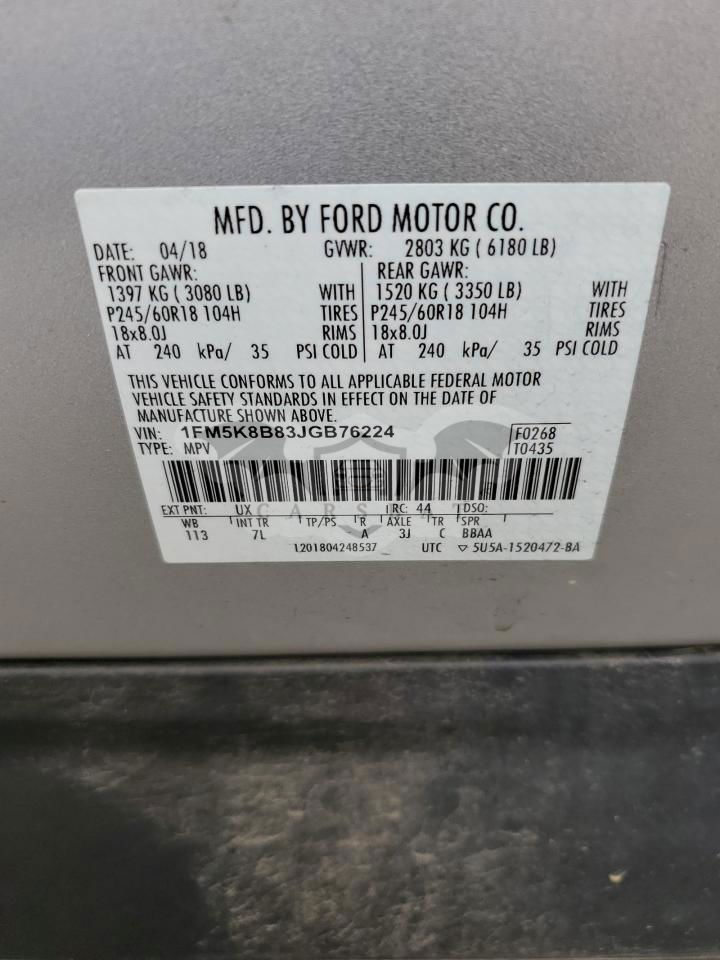 MFD. BY FORD MOTOR CO.
DATE: 04/18 GVWR: 2803 KG ( 6180 LB)
FRONT GAWR: REAR GAWR:
1397 KG ( 3080 LB) WITH 1520 KG ( 3350 LB) WITH
P245/60R18 104H TIRES P245/60R18 104H TIRES
18x8.0J RIMS 18x8.0J RIMS
AT 240 kPa/ 35 PSI COLD AT 240 kPa/ 35 PSI COLD
THIS VEHICLE CONFORMS TO ALL APPLICABLE FEDERAL MOTOR
VEHICLE SAFETY STANDARDS IN EFFECT ON THE DATE OF
MANUFACTURE SHOWN ABOVE.
VIN: 1FM5K8B83JGB76224 F0268
TYPE: MPV T0435
EXT PNT: UX RC: 44 DSO:
WB INT TR TP/PS R AXLE TR SPR
113 7L A 3J C BBAA
1201804248537 UTC ▽ 5U5A-1520472-BA